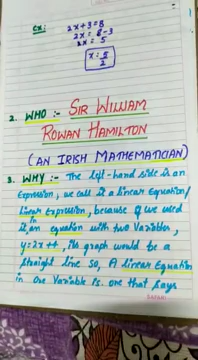 Ex:
2x+3=8
2x = 8-3
2x = 5
x = 5/2
2. WHO :- SIR WILLIAM
ROWAN HAMILTON
(AN IRISH MATHEMATICIAN)
3. WHY :- The left-hand side is an
Expression, we call it a linear Equation/
Linear Expression, because if we used
in
it, an equation with two Variables,
y=2x++, its graph would be a
straight line so, A linear Equation
in One Variable is one that says